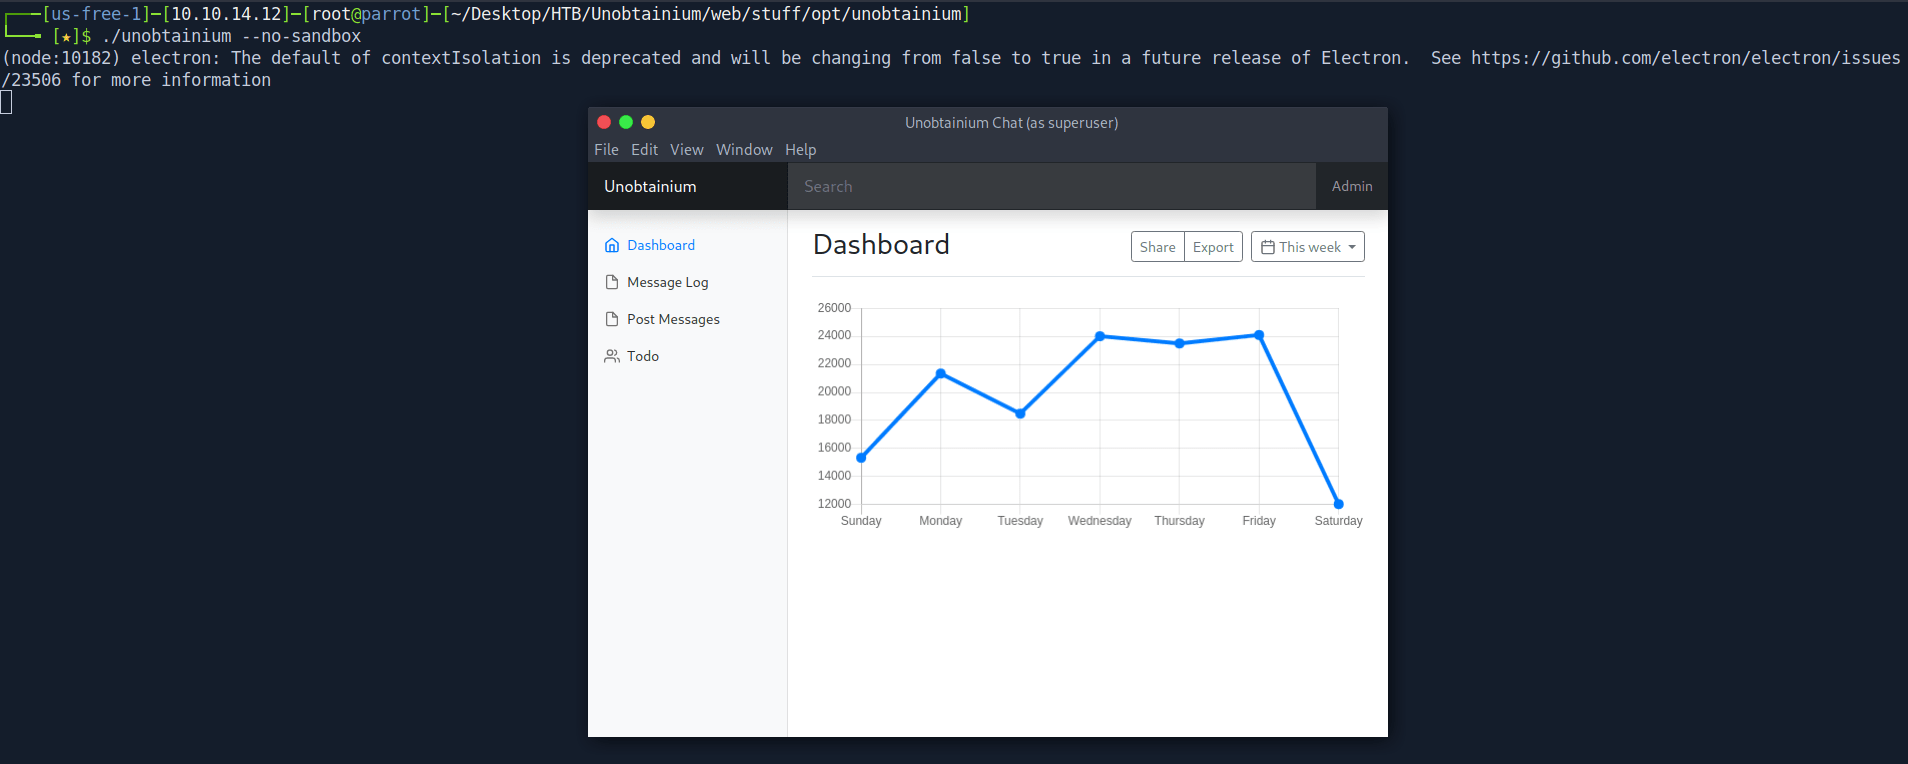 [us-free-1]─[10.10.14.12]─[root@parrot]─[~/Desktop/HTB/Unobtainium/web/stuff/opt/unobtainium]
[★]$ ./unobtainium --no-sandbox
(node:10182) electron: The default of contextIsolation is deprecated and will be changing from false to true in a future release of Electron.  See https://github.com/electron/electron/issues
/23506 for more information
Unobtainium Chat (as superuser)
File Edit View Window Help
Unobtainium Search Admin
Dashboard
Message Log
Post Messages
Todo
Dashboard Share Export This week
26000
24000
22000
20000
18000
16000
14000
12000
Sunday Monday Tuesday Wednesday Thursday Friday Saturday